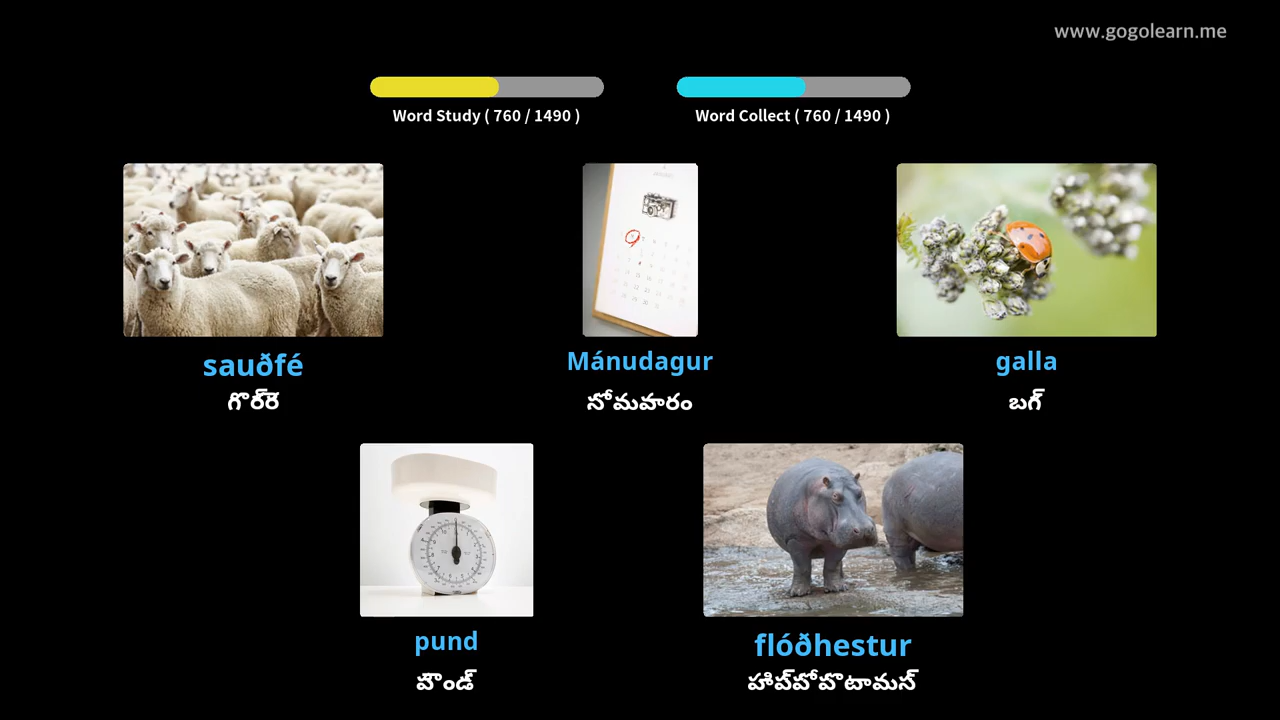 www.gogolearn.me
Word Study ( 760 / 1490 )
Word Collect ( 760 / 1490 )
sauðfé
గొర్రె
Mánudagur
సోమవారం
galla
బగ్
pund
పౌండ్
flóðhestur
హిప్పోపొటామస్